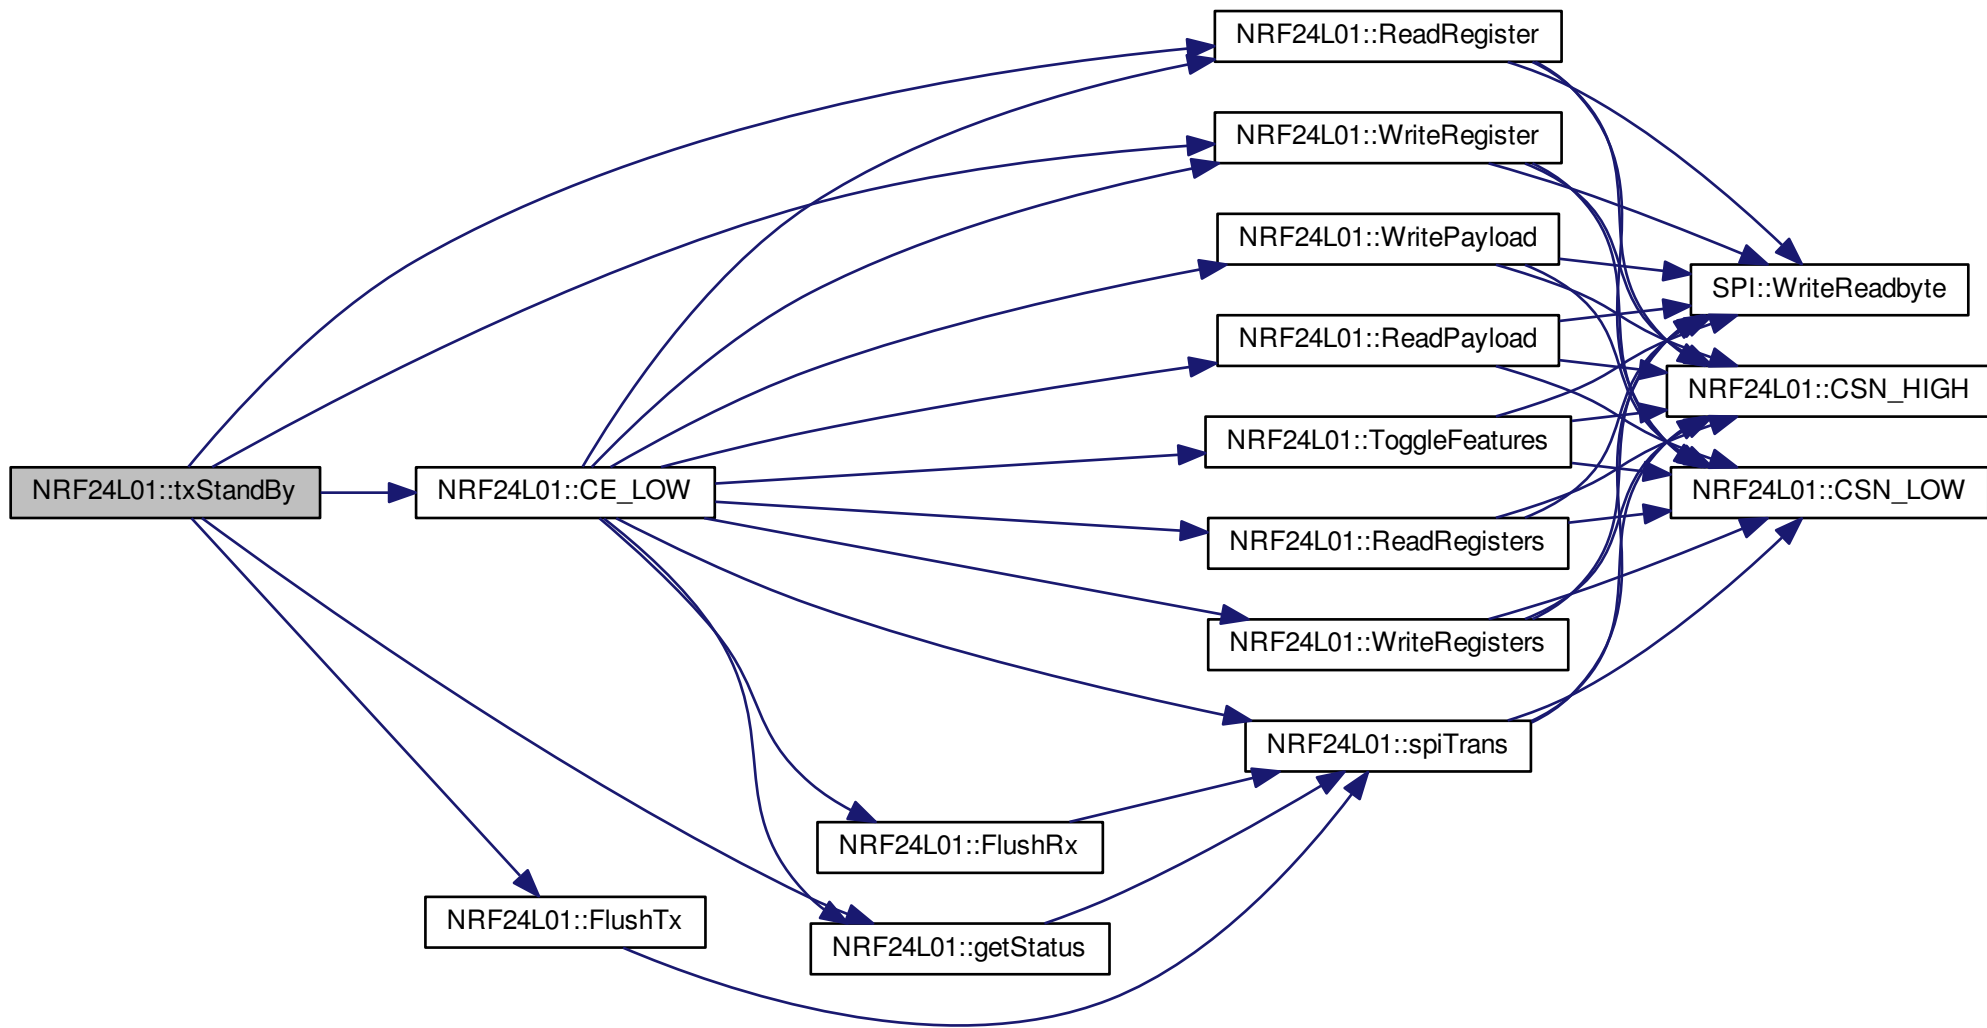 NRF24L01::ReadRegister
NRF24L01::WriteRegister
NRF24L01::WritePayload
SPI::WriteReadbyte
NRF24L01::ReadPayload
NRF24L01::CSN_HIGH
NRF24L01::ToggleFeatures
NRF24L01::txStandBy
NRF24L01::CE_LOW
NRF24L01::CSN_LOW
NRF24L01::ReadRegisters
NRF24L01::WriteRegisters
NRF24L01::spiTrans
NRF24L01::FlushRx
NRF24L01::FlushTx
NRF24L01::getStatus